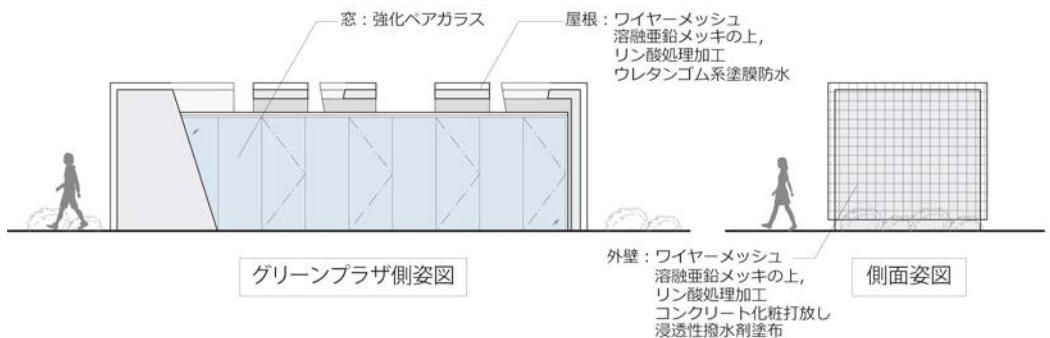 窓：強化ペアガラス
屋根：ワイヤーメッシュ
溶融亜鉛メッキの上,
リン酸処理加工
ウレタンゴム系塗膜防水
外壁：ワイヤーメッシュ
溶融亜鉛メッキの上,
リン酸処理加工
コンクリート化粧打放し
浸透性撥水剤塗布
グリーンプラザ側姿図
側面姿図